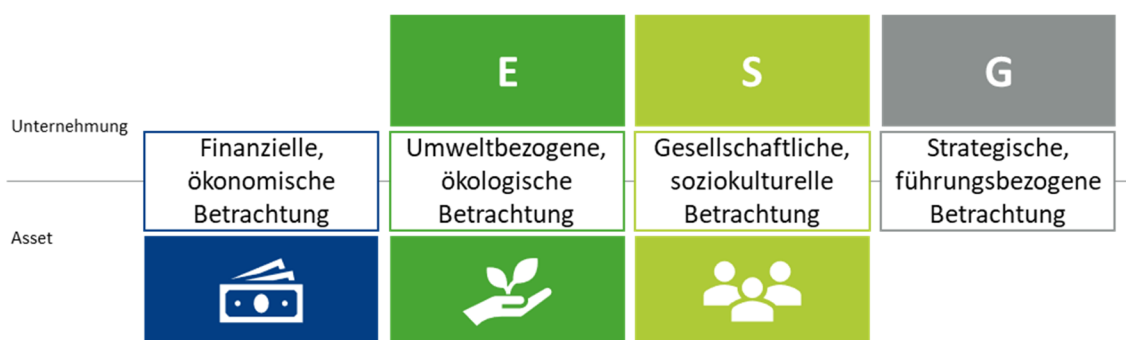 E
S
G
Unternehmung
Finanzielle,
ökonomische
Betrachtung
Umweltbezogene,
ökologische
Betrachtung
Gesellschaftliche,
soziokulturelle
Betrachtung
Strategische,
führungsbezogene
Betrachtung
Asset